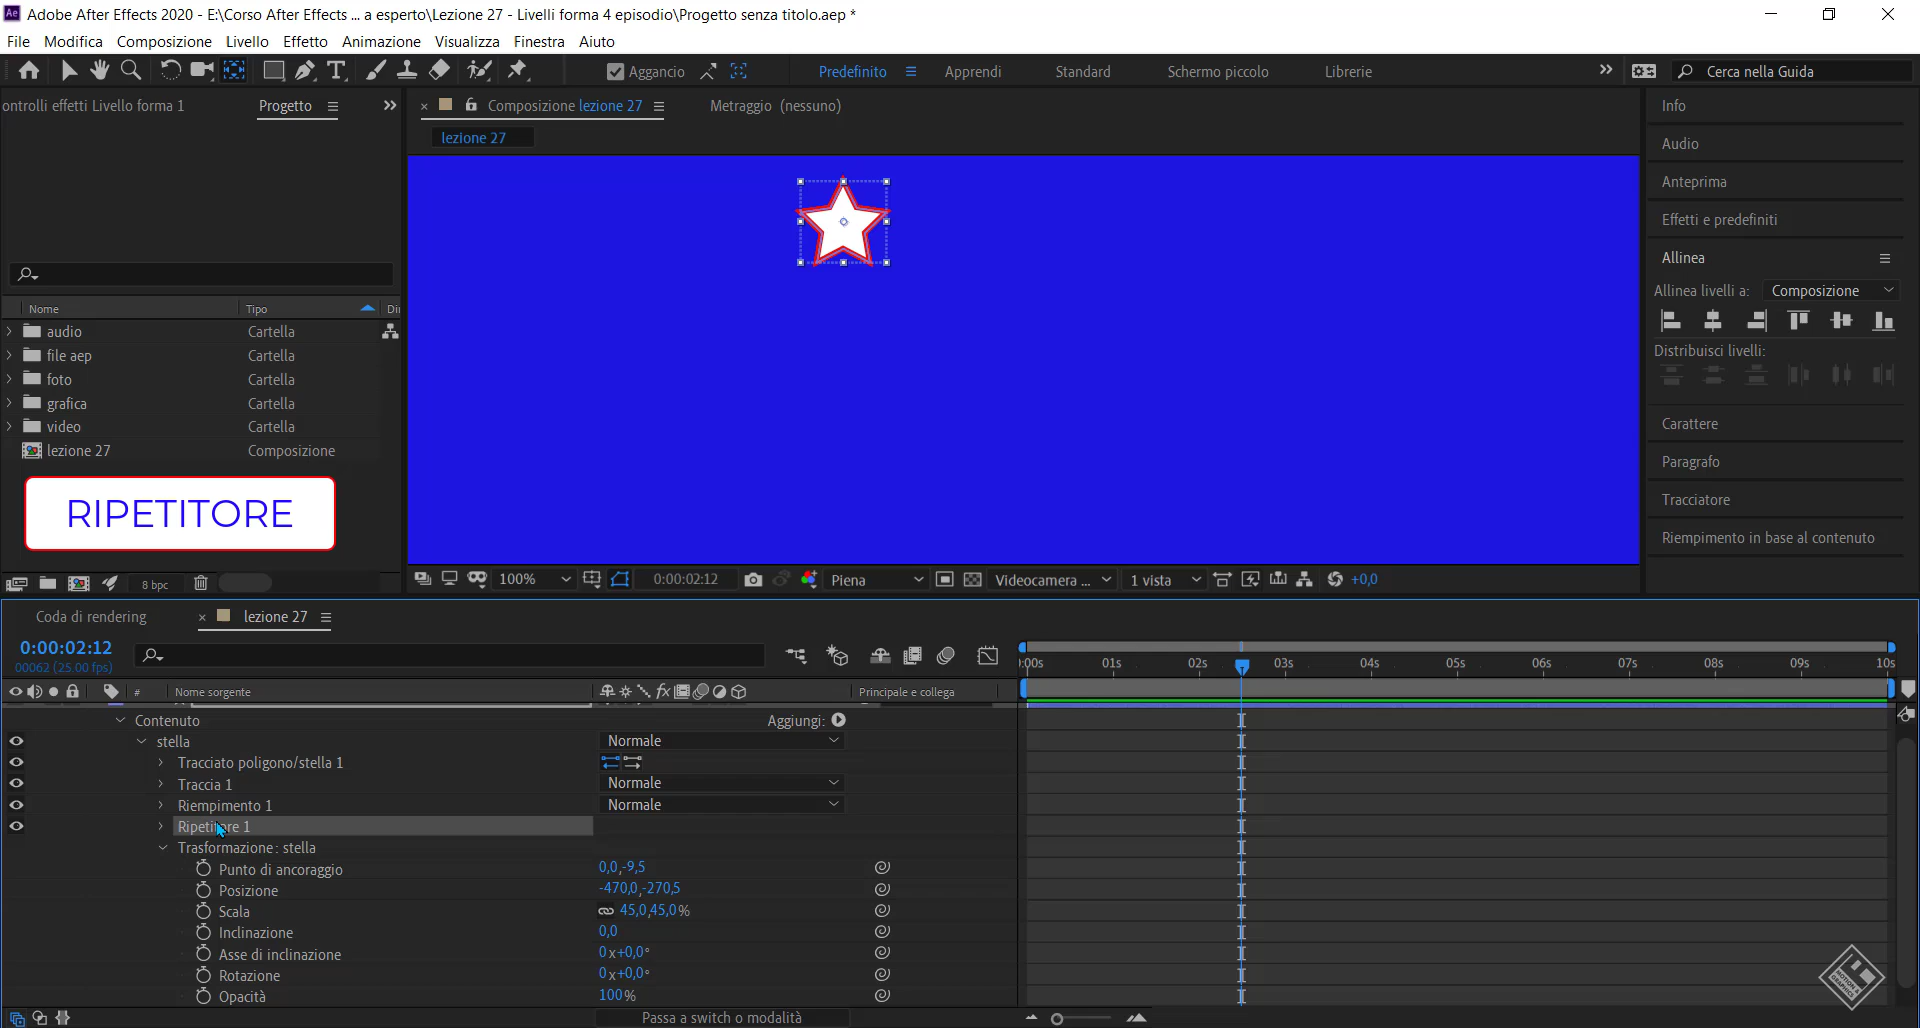 Adobe After Effects 2020 - E:\Corso After Effects ... a esperto\Lezione 27 - Livelli forma 4 episodio\Progetto senza titolo.aep *
File Modifica Composizione Livello Effetto Animazione Visualizza Finestra Aiuto
Aggancio Predefinito Apprendi Standard Schermo piccolo Librerie Cerca nella Guida
ontrolli effetti Livello forma 1 Progetto
Composizione lezione 27 Metraggio (nessuno)
lezione 27
Nome Tipo Di
audio Cartella
file aep Cartella
foto Cartella
grafica Cartella
video Cartella
lezione 27 Composizione
RIPETITORE
8 bpc
100% 0:00:02:12 Piena Videocamera ... 1 vista +0,0
Info
Audio
Anteprima
Effetti e predefiniti
Allinea
Allinea livelli a: Composizione
Distribuisci livelli:
Carattere
Paragrafo
Tracciatore
Riempimento in base al contenuto
Coda di rendering lezione 27
0:00:02:12
00062 (25.00 fps)
):00s 01s 02s 03s 04s 05s 06s 07s 08s 09s 10s
# Nome sorgente fx Principale e collega
Contenuto Aggiungi:
stella Normale
Tracciato poligono/stella 1
Traccia 1 Normale
Riempimento 1 Normale
Ripetitore 1
Trasformazione: stella
Punto di ancoraggio 0,0,-9,5
Posizione -470,0,-270,5
Scala 45,0,45,0%
Inclinazione 0,0
Asse di inclinazione 0x+0,0°
Rotazione 0x+0,0°
Opacità 100%
Passa a switch o modalità